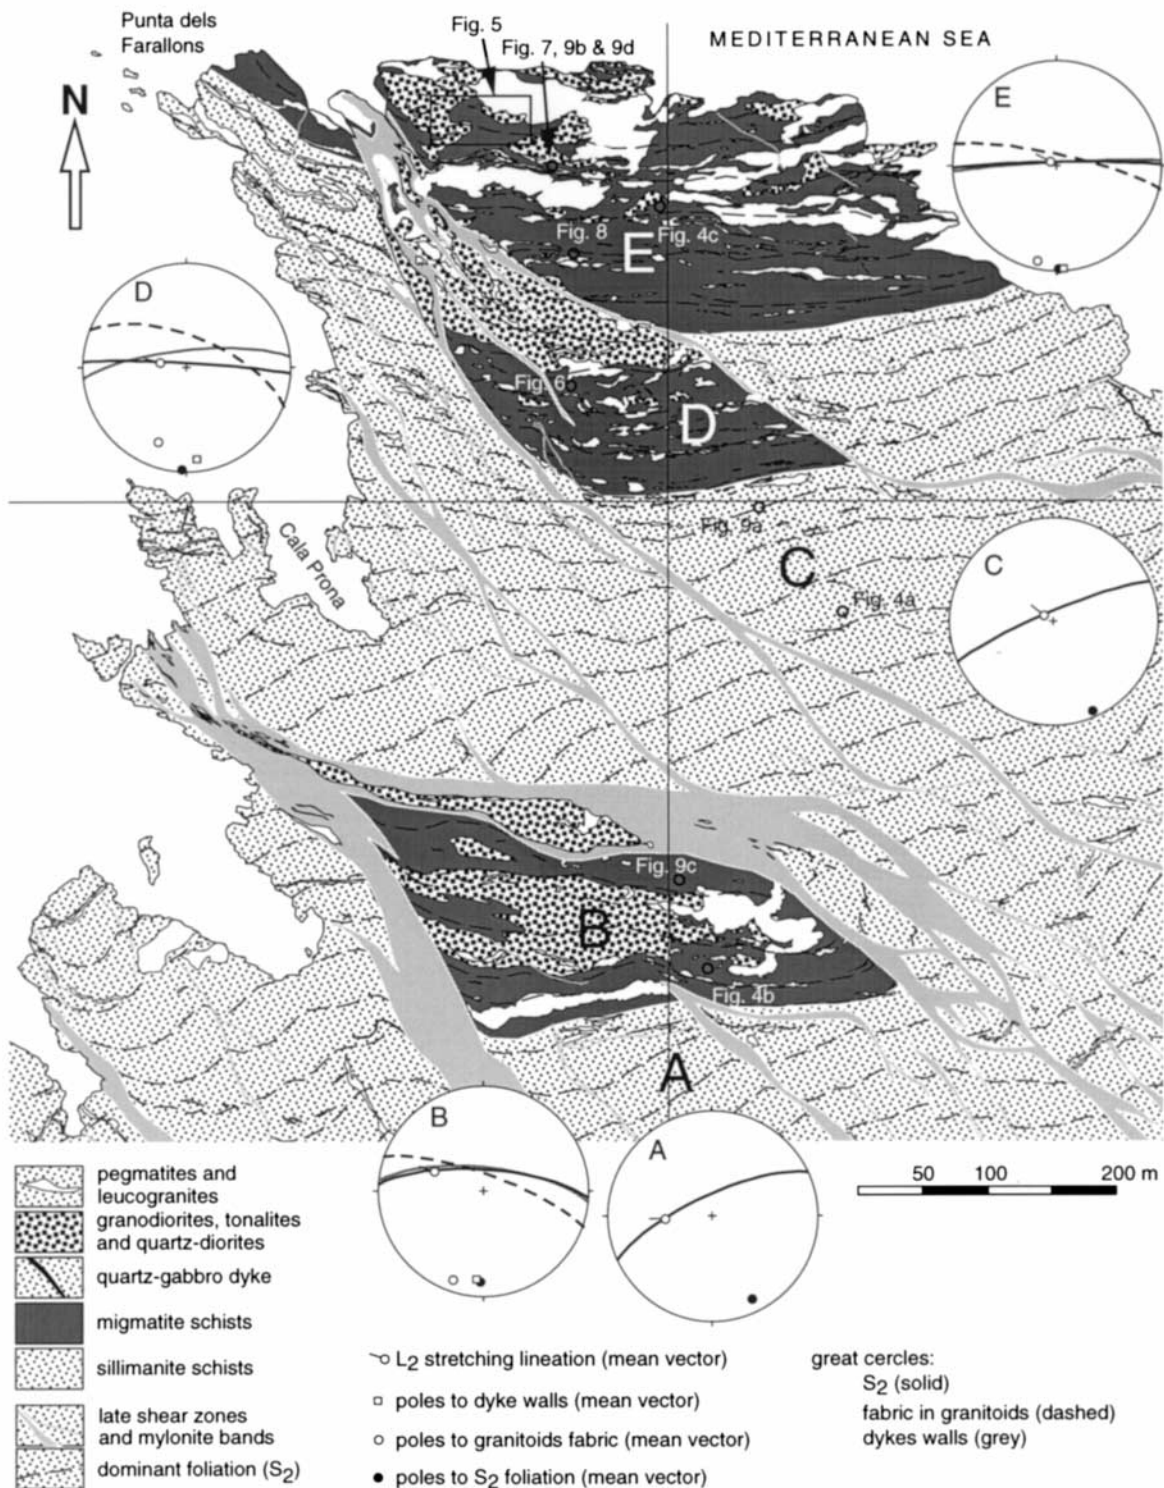 Punta dels
Farallons
Fig. 5
Fig. 7, 9b & 9d
MEDITERRANEAN SEA
N
E
Fig. 8
Fig. 4c
E
D
Fig. 6
D
Fig. 9a
Cala Prona
C
C
Fig. 4a
Fig. 9c
B
Fig. 4b
A
B
A
50 100 200 m
pegmatites and
leucogranites
granodiorites, tonalites
and quartz-diorites
quartz-gabbro dyke
migmatite schists
sillimanite schists
late shear zones
and mylonite bands
dominant foliation (S2)
L2 stretching lineation (mean vector)
poles to dyke walls (mean vector)
poles to granitoids fabric (mean vector)
poles to S2 foliation (mean vector)
great cercles:
S2 (solid)
fabric in granitoids (dashed)
dykes walls (grey)